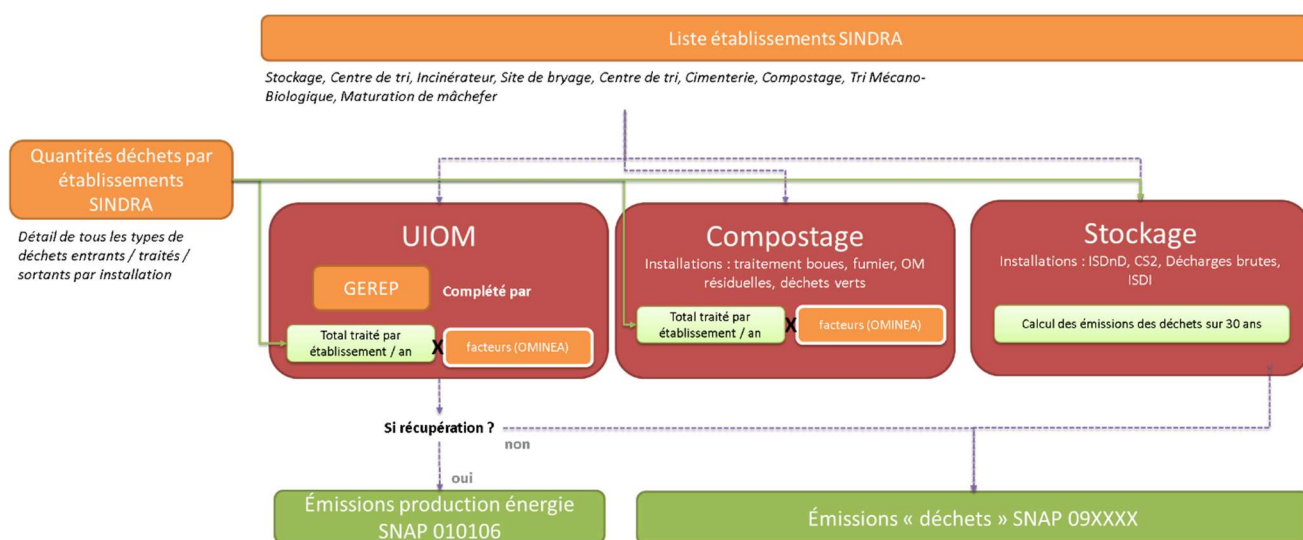 Liste établissements SINDRA
Stockage, Centre de tri, Incinérateur, Site de bryage, Centre de tri, Cimenterie, Compostage, Tri Mécano-
Biologique, Maturation de mâchefer
Quantités déchets par
établissements
SINDRA
Détail de tous les types de
déchets entrants / traités /
sortants par installation
UIOM
GEREP
Complété par
Total traité par
établissement / an
X
facteurs (OMINEA)
Compostage
Installations : traitement boues, fumier, OM
résiduelles, déchets verts
Total traité par
établissement / an
X
facteurs (OMINEA)
Stockage
Installations : ISDnD, CS2, Décharges brutes,
ISDI
Calcul des émissions des déchets sur 30 ans
Si récupération ?
non
oui
Émissions production énergie
SNAP 010106
Émissions « déchets » SNAP 09XXXX